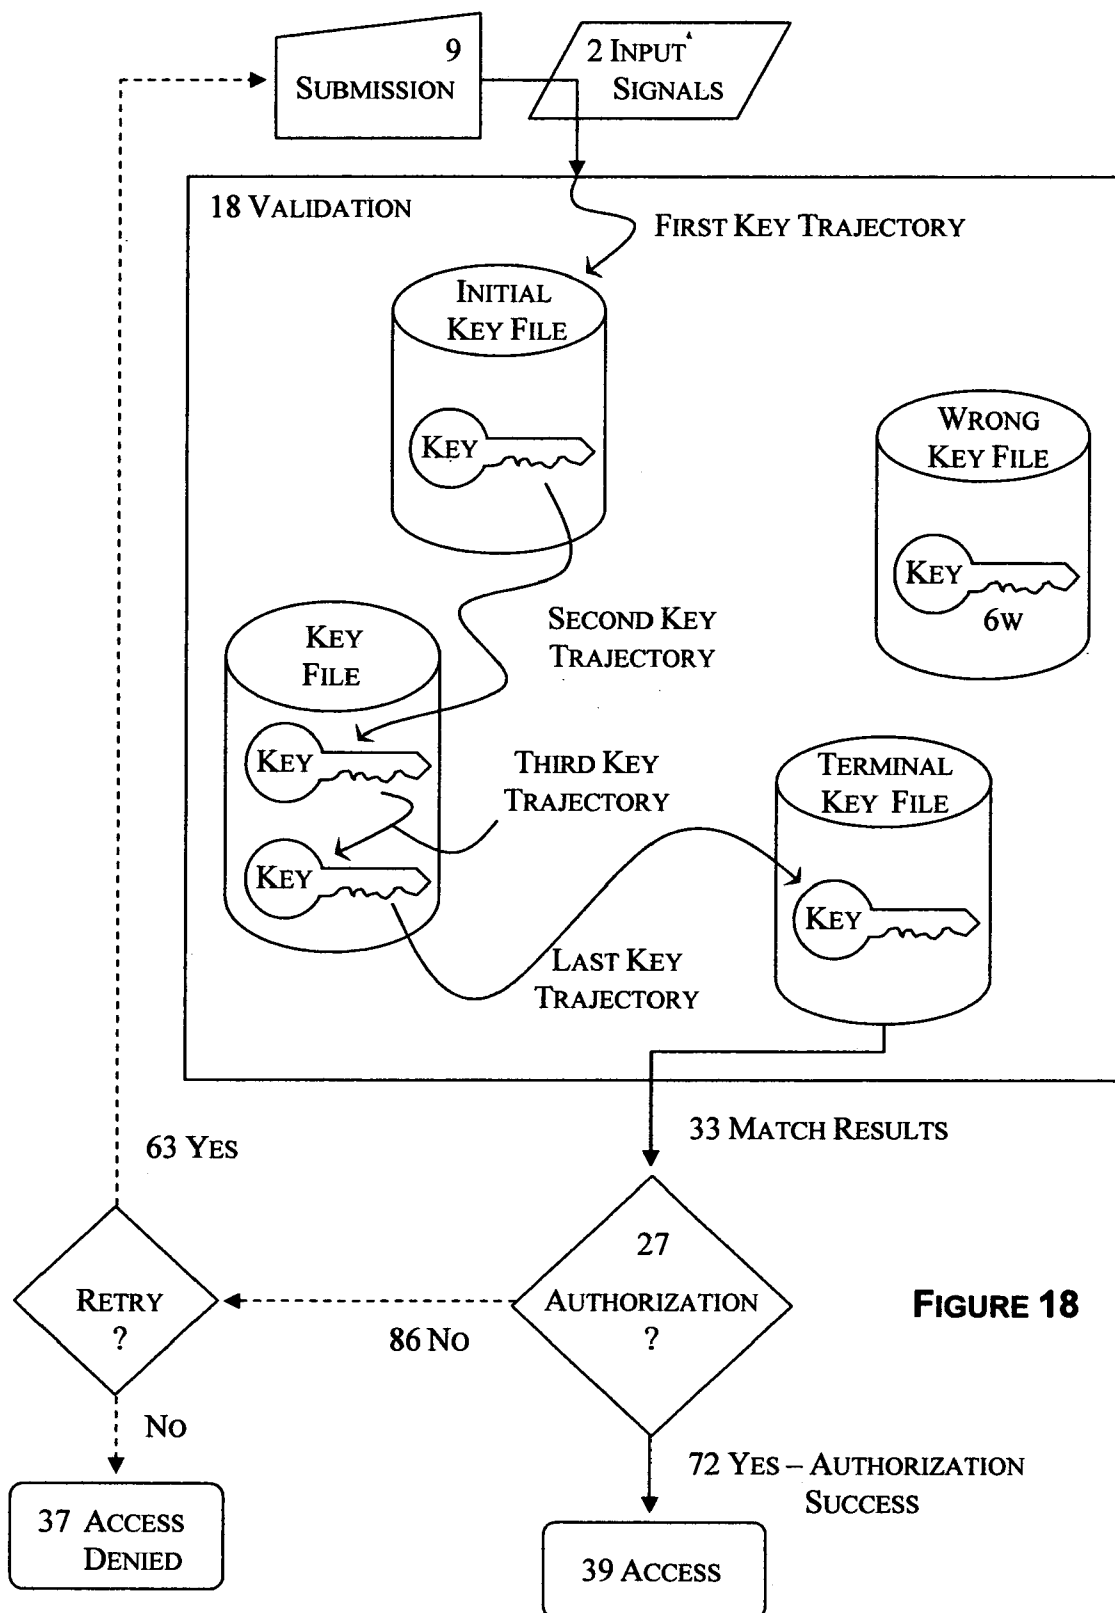 9
SUBMISSION
2 INPUT
SIGNALS
18 VALIDATION
FIRST KEY TRAJECTORY
INITIAL
KEY FILE
KEY
WRONG
KEY FILE
KEY
6W
SECOND KEY
TRAJECTORY
KEY
FILE
KEY
THIRD KEY
TRAJECTORY
KEY
TERMINAL
KEY FILE
KEY
LAST KEY
TRAJECTORY
33 MATCH RESULTS
63 YES
27
AUTHORIZATION
?
RETRY
?
86 NO
FIGURE 18
NO
72 YES – AUTHORIZATION
SUCCESS
37 ACCESS
DENIED
39 ACCESS